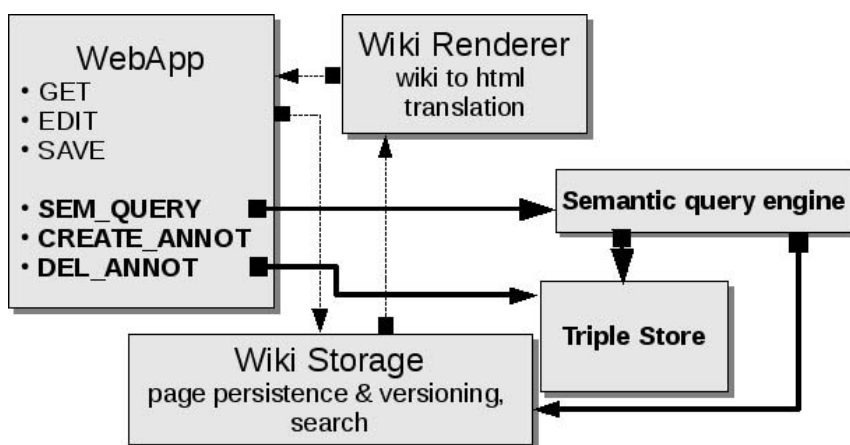 WebApp
• GET
• EDIT
• SAVE
• SEM_QUERY
• CREATE_ANNOT
• DEL_ANNOT
Wiki Renderer
wiki to html
translation
Semantic query engine
Triple Store
Wiki Storage
page persistence & versioning,
search